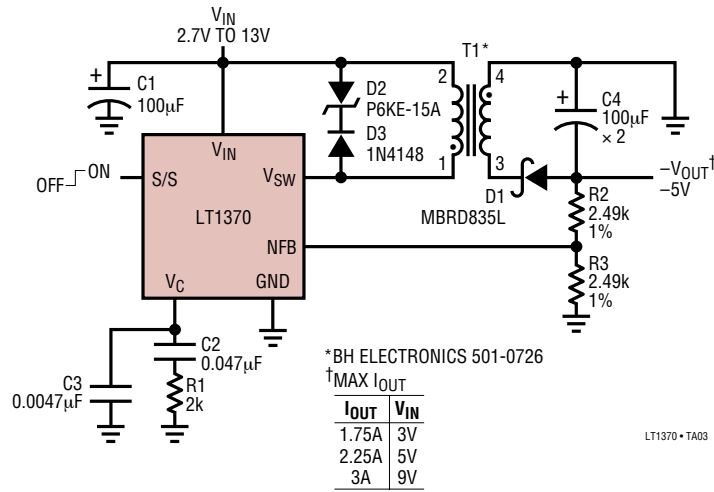 VIN
2.7V TO 13V
T1*
+
C1
100µF
D2
P6KE-15A
D3
1N4148
2
1
4
3
+
C4
100µF
× 2
VIN
ON
OFF
S/S
VSW
LT1370
NFB
VC
GND
D1
MBRD835L
–VOUT†
–5V
R2
2.49k
1%
R3
2.49k
1%
C2
0.047µF
C3
0.0047µF
R1
2k
*BH ELECTRONICS 501-0726
†MAX IOUT
IOUT VIN
1.75A 3V
2.25A 5V
3A 9V
LT1370 • TA03